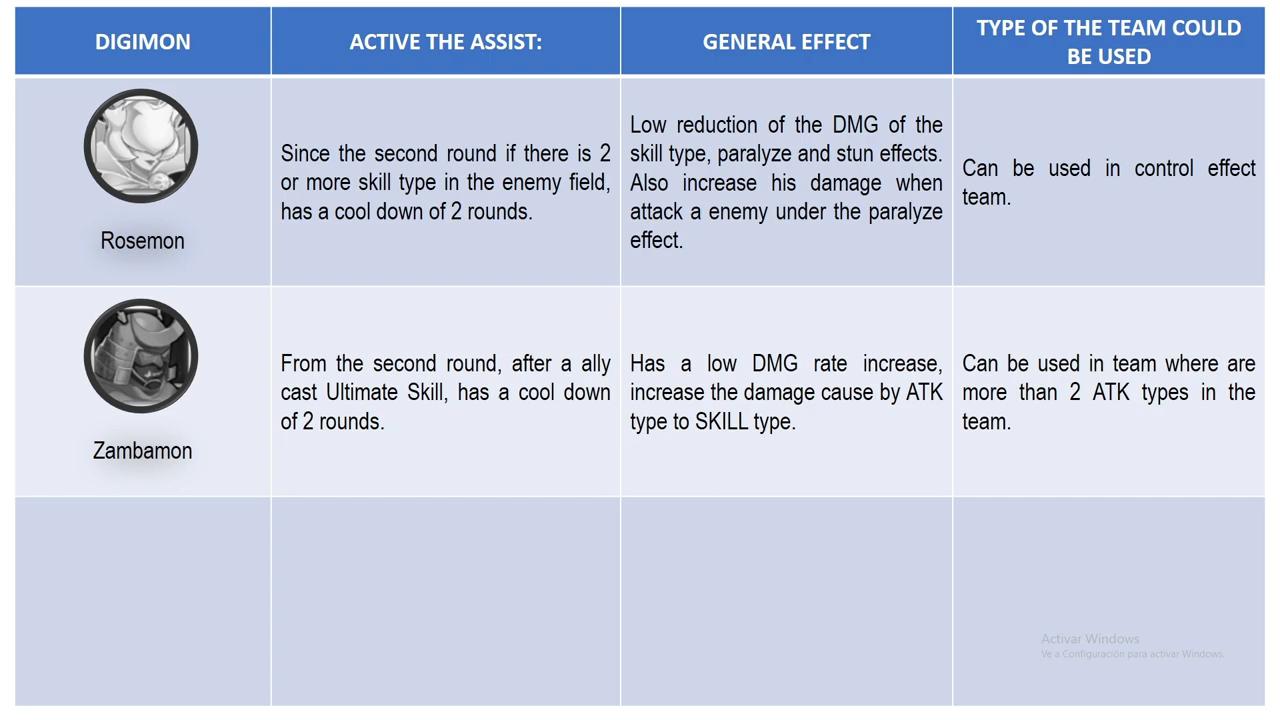 DIGIMON
ACTIVE THE ASSIST:
GENERAL EFFECT
TYPE OF THE TEAM COULD
BE USED
Rosemon
Since the second round if there is 2
or more skill type in the enemy field,
has a cool down of 2 rounds.
Low reduction of the DMG of the
skill type, paralyze and stun effects.
Also increase his damage when
attack a enemy under the paralyze
effect.
Can be used in control effect
team.
Zambamon
From the second round, after a ally
cast Ultimate Skill, has a cool down
of 2 rounds.
Has a low DMG rate increase,
increase the damage cause by ATK
type to SKILL type.
Can be used in team where are
more than 2 ATK types in the
team.
Activar Windows
Ve a Configuración para activar Windows.